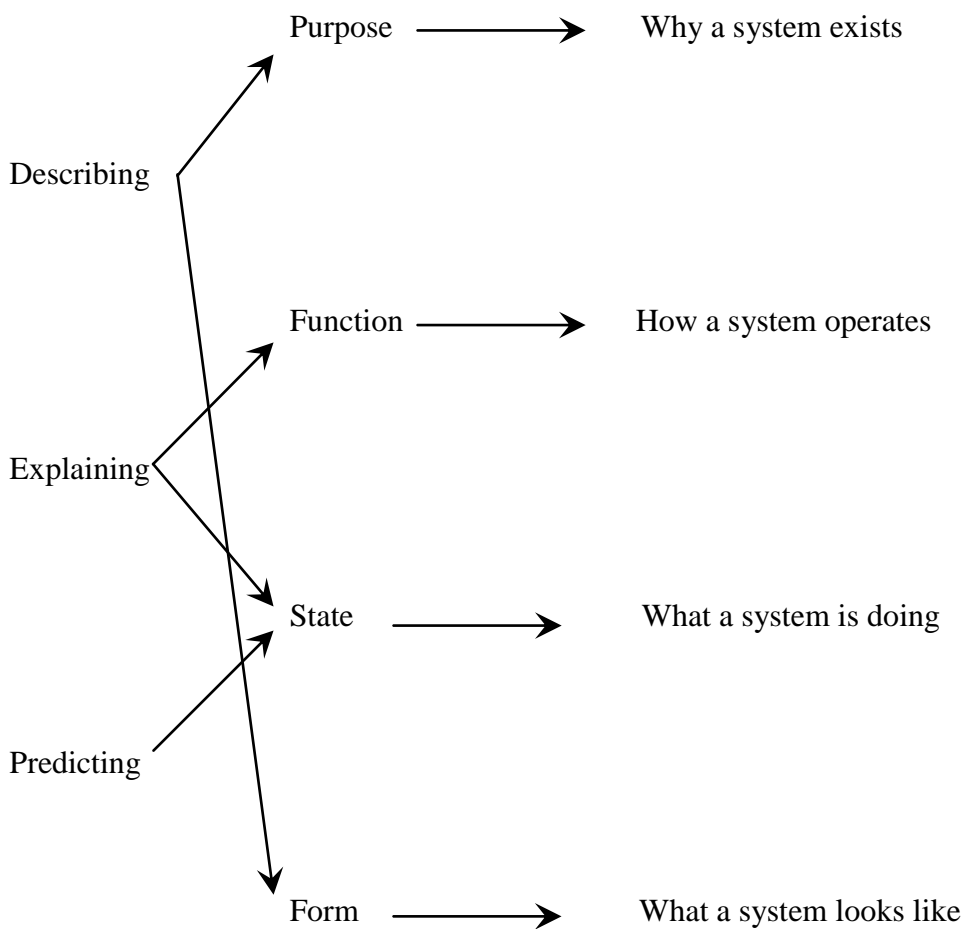 Purpose Why a system exists
Describing
Function How a system operates
Explaining
State What a system is doing
Predicting
Form What a system looks like